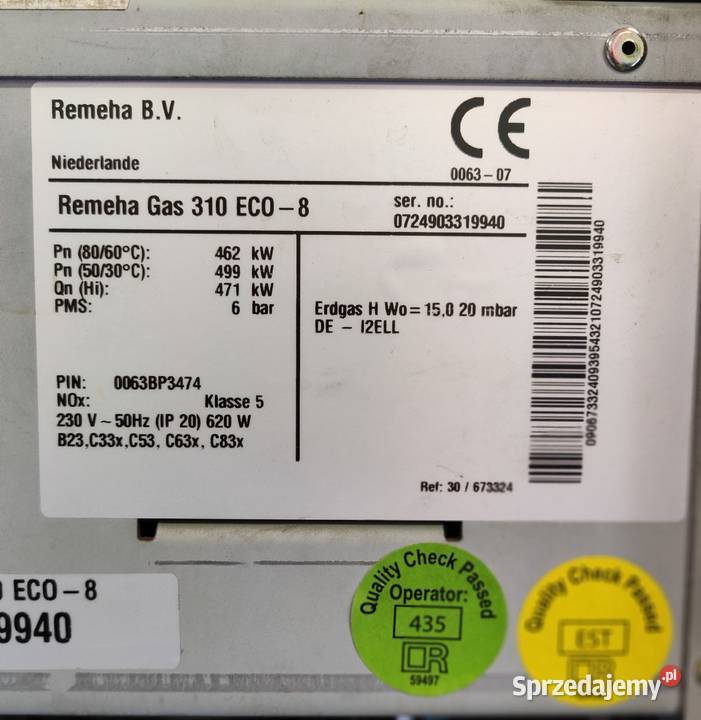 Remeha B.V.
CE
Niederlande
0063-07
Remeha Gas 310 ECO-8
ser. no.:
0724903319940
Pn (80/60°C): 462 kW
Pn (50/30°C): 499 kW
Qn (Hi): 471 kW
PMS: 6 bar
Erdgas H Wo=15,0 20 mbar
DE - I2ELL
PIN: 0063BP3474
NOx: Klasse 5
230 V ~ 50Hz (IP 20) 620 W
B23,C33x,C53, C63x, C83x
Ref: 30 / 673324
0906733240939543210724903319940
ECO-8
9940
Quality Check Passed
Operator:
435
R
59497
Quality Check Passed
EST
R
Sprzedajemy.pl